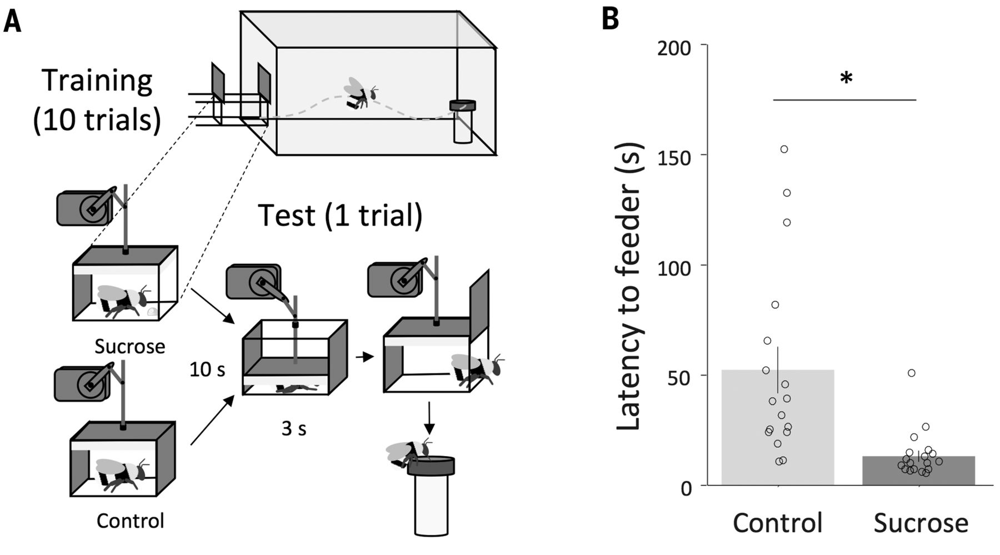 A
Training
(10 trials)
Test (1 trial)
Sucrose
10 s
3 s
Control
B
Latency to feeder (s)
200
150
100
50
0
*
Control
Sucrose